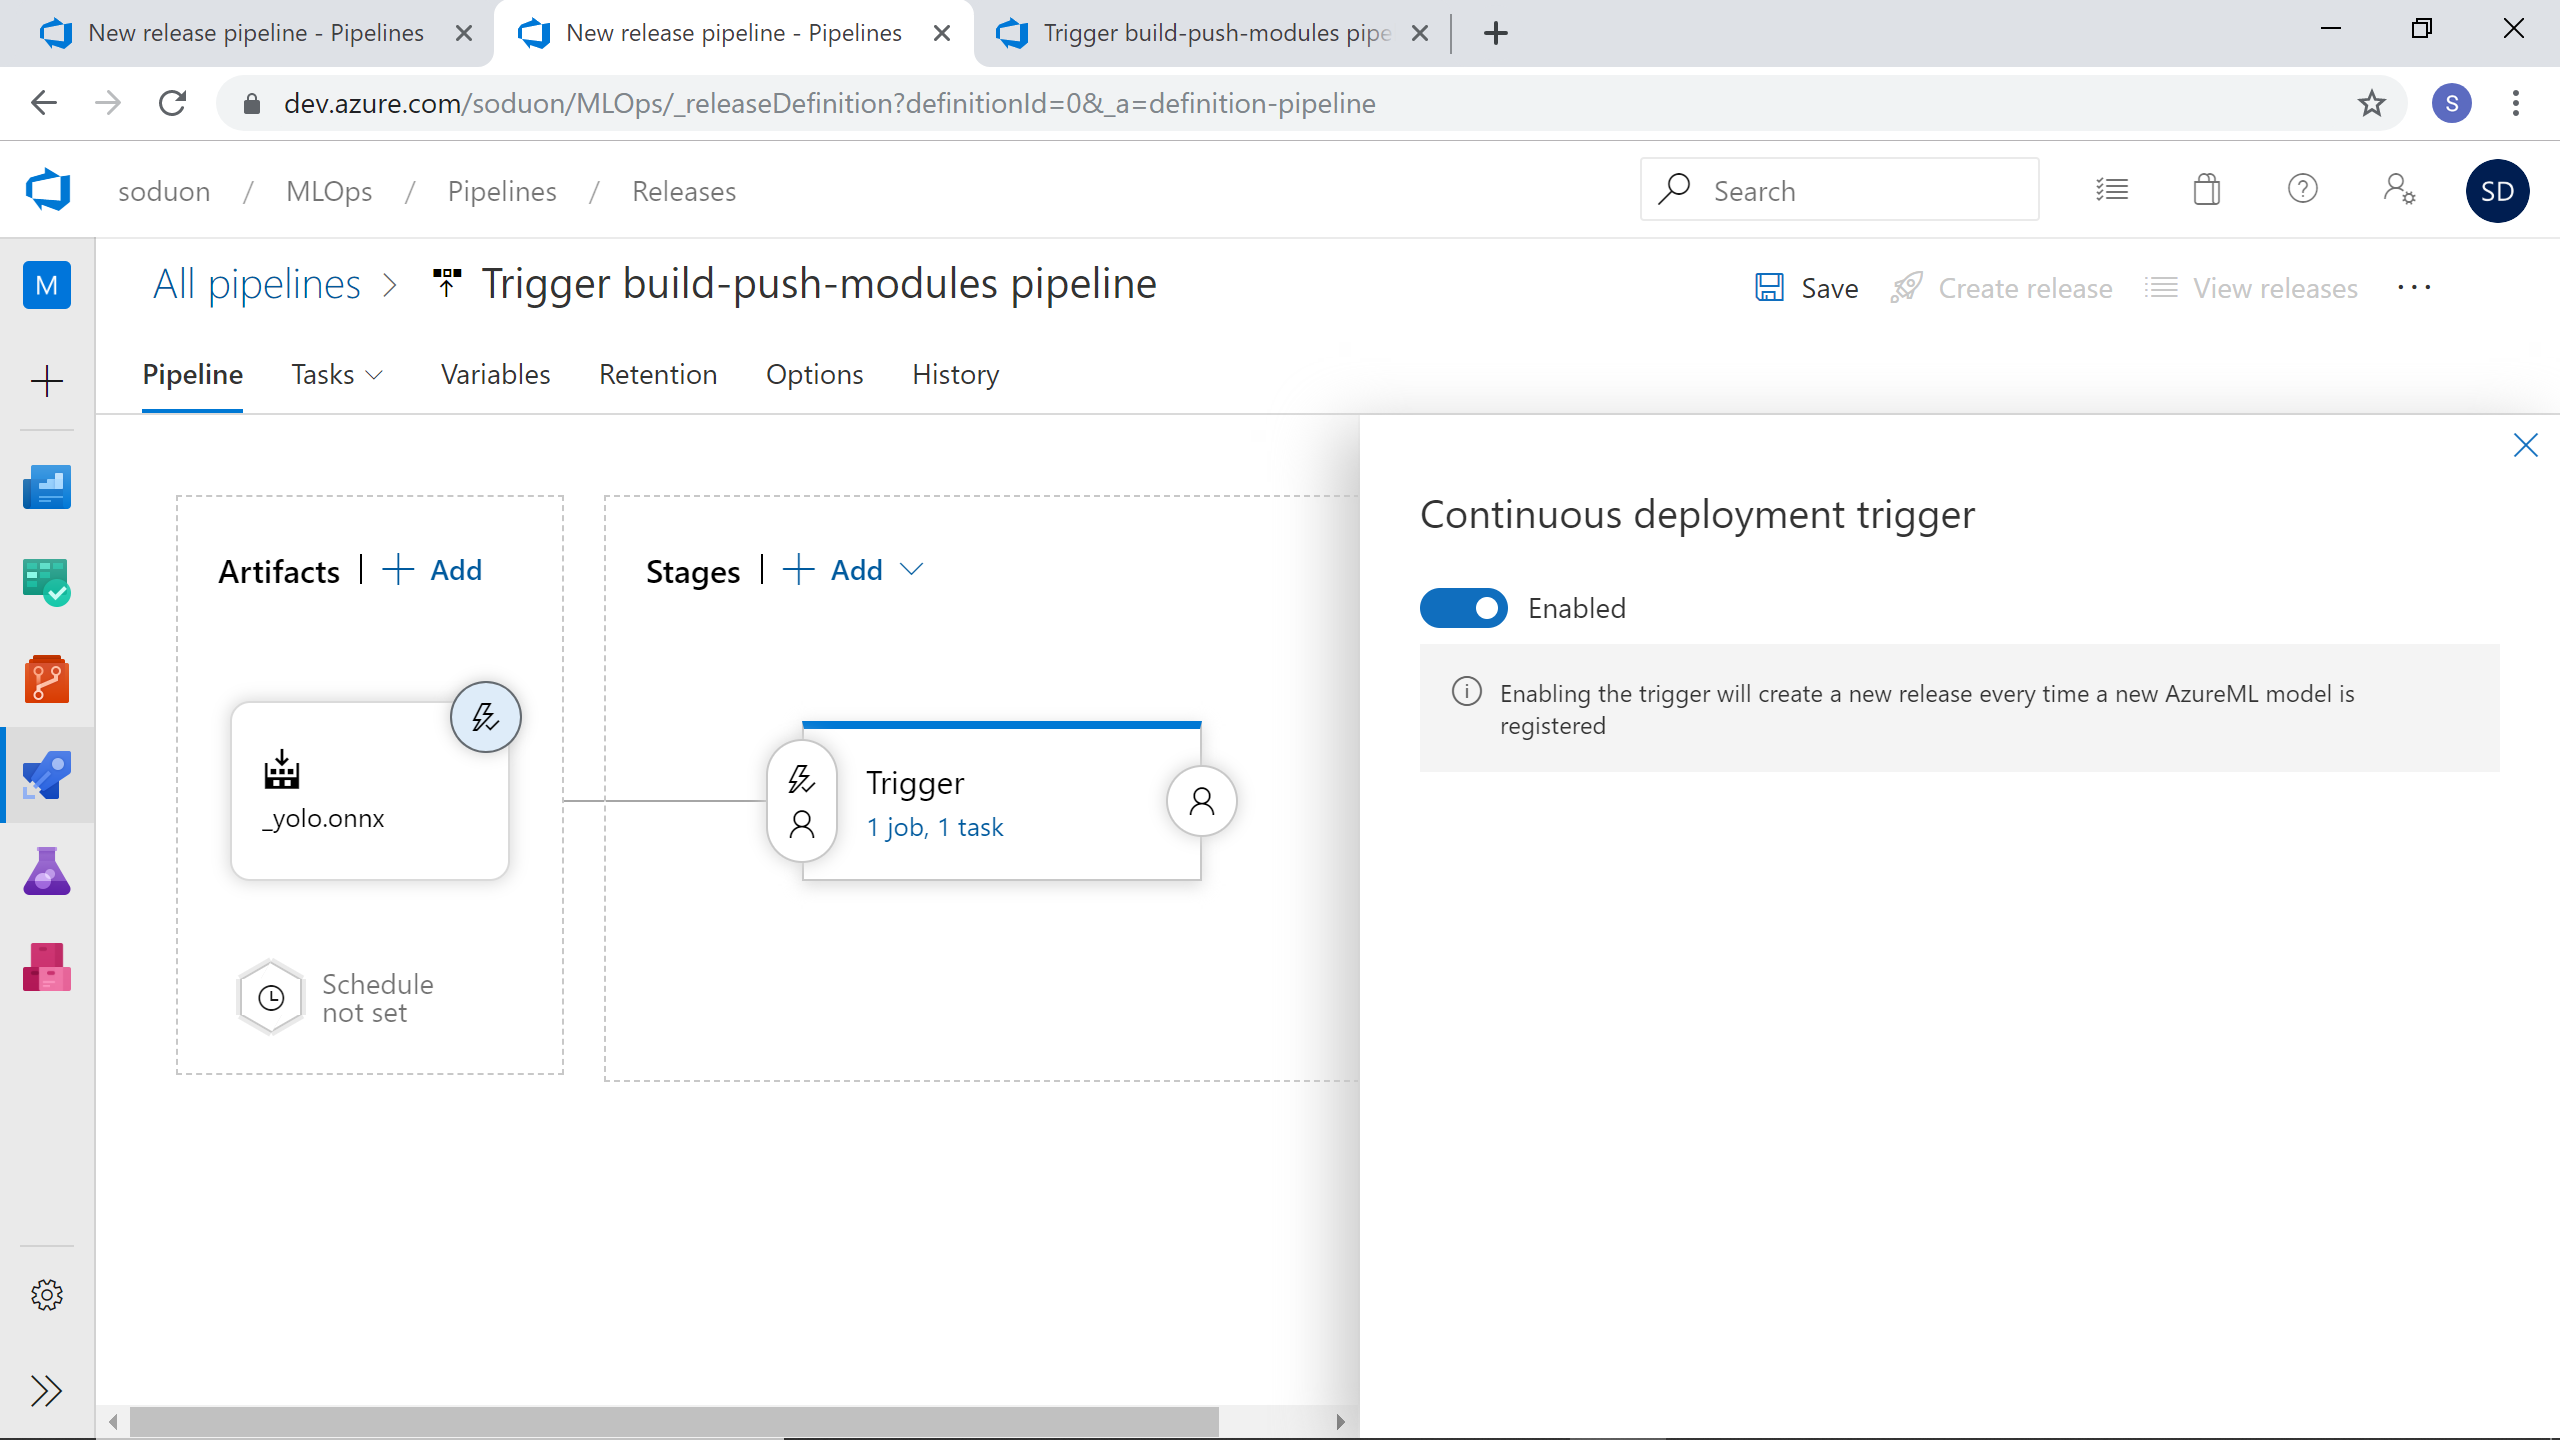 New release pipeline - Pipelines
New release pipeline - Pipelines
Trigger build-push-modules pipe
dev.azure.com/soduon/MLOps/_releaseDefinition?definitionId=0&_a=definition-pipeline
S
soduon / MLOps / Pipelines / Releases
Search
SD
M
All pipelines > Trigger build-push-modules pipeline
Save
Create release
View releases
Pipeline
Tasks
Variables
Retention
Options
History
Artifacts | + Add
Stages | + Add
_yolo.onnx
Schedule
not set
Trigger
1 job, 1 task
Continuous deployment trigger
Enabled
Enabling the trigger will create a new release every time a new AzureML model is
registered